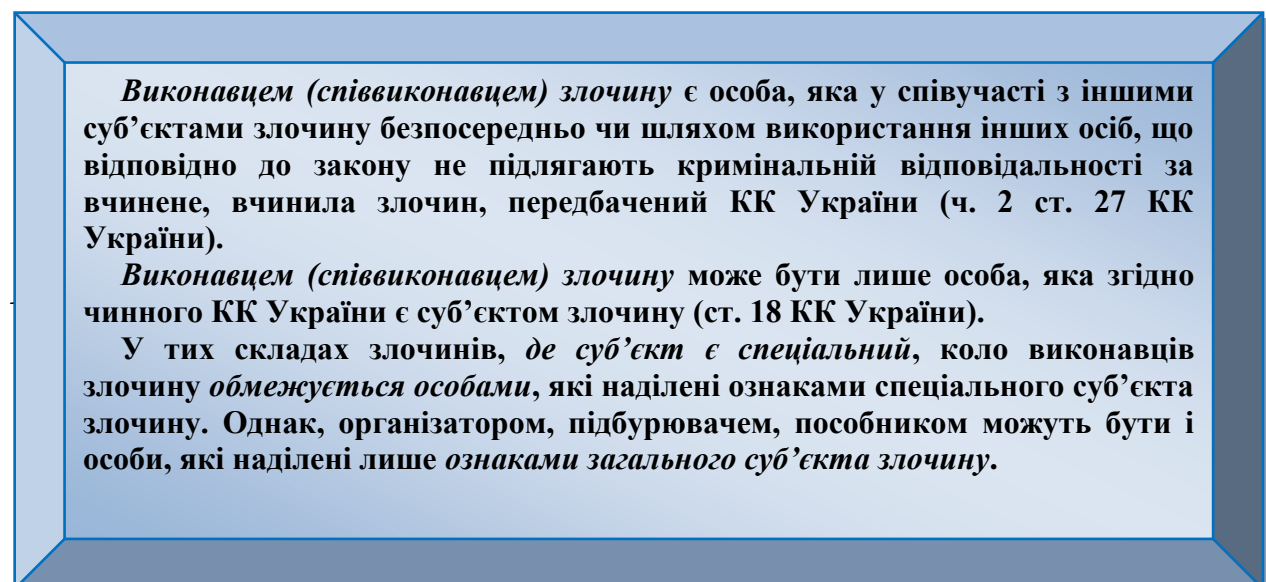 Виконавцем (співвиконавцем) злочину є особа, яка у співучасті з іншими
суб’єктами злочину безпосередньо чи шляхом використання інших осіб, що
відповідно до закону не підлягають кримінальній відповідальності за
вчинене, вчинила злочин, передбачений КК України (ч. 2 ст. 27 КК
України).
Виконавцем (співвиконавцем) злочину може бути лише особа, яка згідно
чинного КК України є суб’єктом злочину (ст. 18 КК України).
У тих складах злочинів, де суб’єкт є спеціальний, коло виконавців
злочину обмежується особами, які наділені ознаками спеціального суб’єкта
злочину. Однак, організатором, підбурювачем, пособником можуть бути і
особи, які наділені лише ознаками загального суб’єкта злочину.